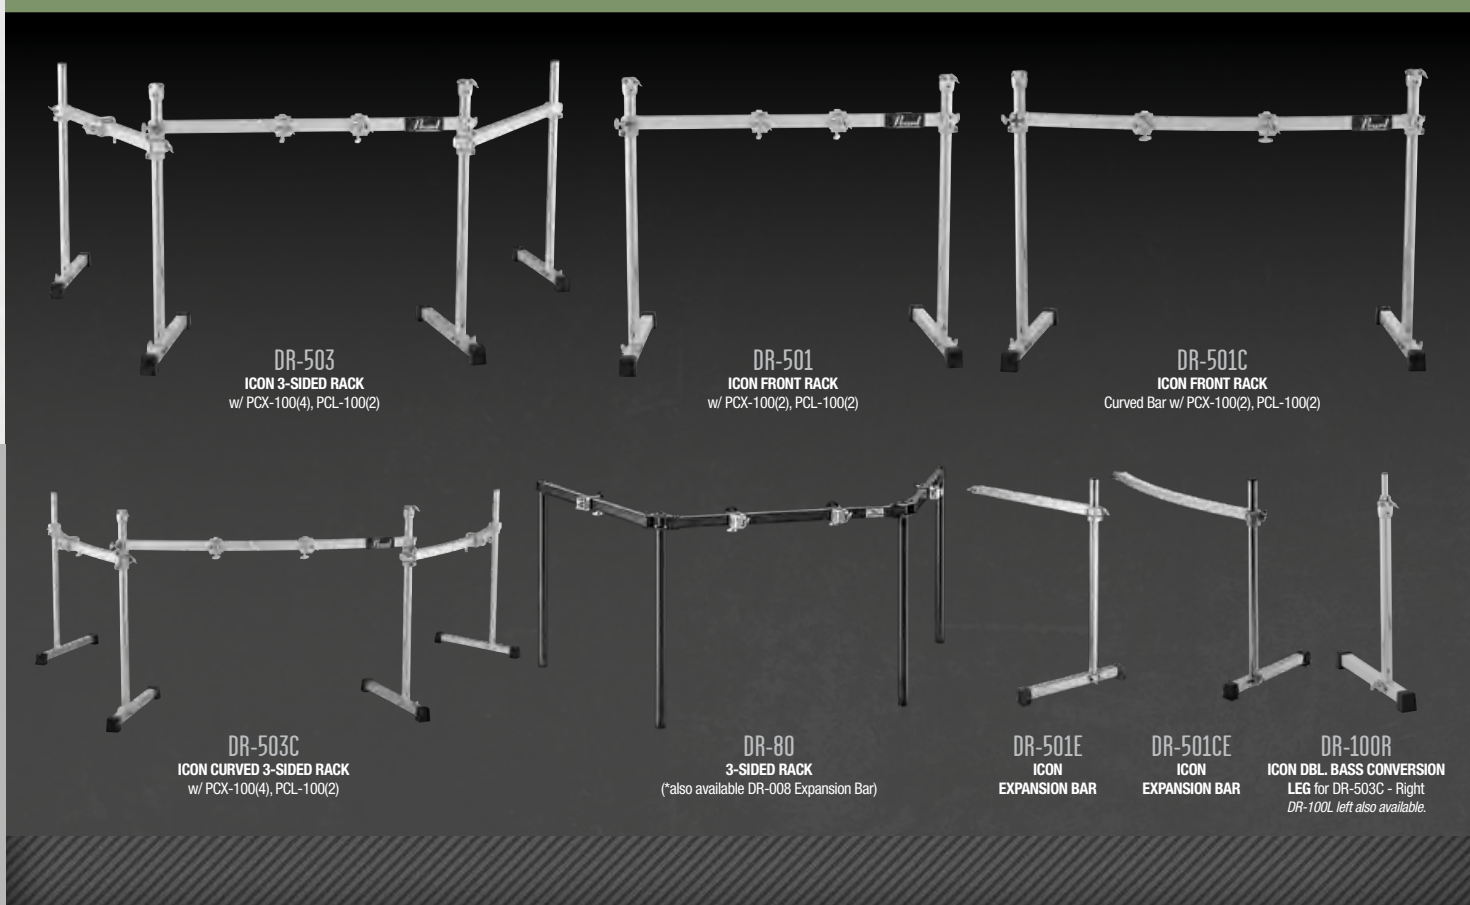 Pearl
Pearl
Pearl
DR-503
ICON 3-SIDED RACK
w/ PCX-100(4), PCL-100(2)
DR-501
ICON FRONT RACK
w/ PCX-100(2), PCL-100(2)
DR-501C
ICON FRONT RACK
Curved Bar w/ PCX-100(2), PCL-100(2)
DR-503C
ICON CURVED 3-SIDED RACK
w/ PCX-100(4), PCL-100(2)
DR-80
3-SIDED RACK
(*also available DR-008 Expansion Bar)
DR-501E
ICON
EXPANSION BAR
DR-501CE
ICON
EXPANSION BAR
DR-100R
ICON DBL. BASS CONVERSION
LEG for DR-503C - Right
DR-100L left also available.